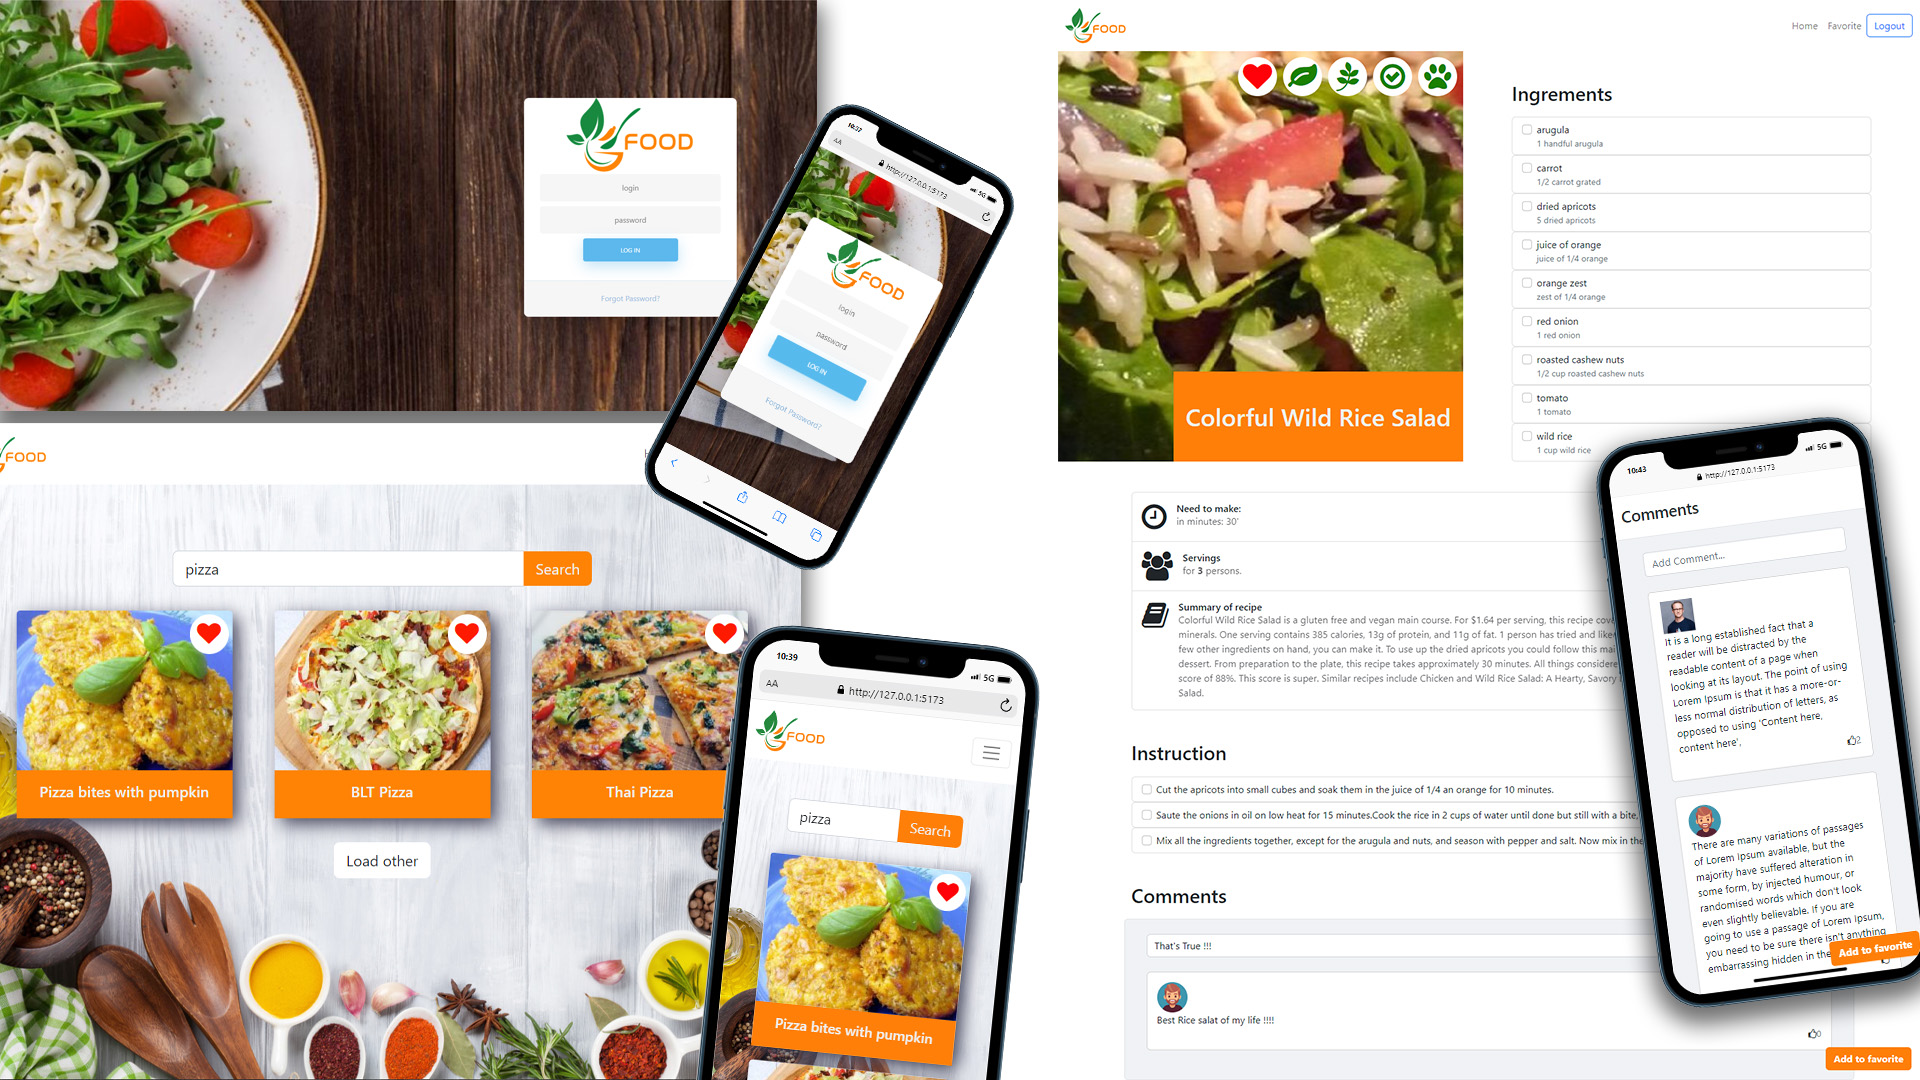 FOOD
login
password
LOG IN
Forgot Password?
10:37
AA
http://127.0.0.1:5173
5G
FOOD
login
password
LOG IN
Forgot Password?
FOOD
pizza
Search
Pizza bites with pumpkin
BLT Pizza
Thai Pizza
Load other
10:39
5G
AA
http://127.0.0.1:5173
FOOD
pizza
Search
Pizza bites with pumpkin
FOOD
Home Favorite Logout
Colorful Wild Rice Salad
Ingrements
arugula
1 handful arugula
carrot
1/2 carrot grated
dried apricots
5 dried apricots
juice of orange
juice of 1/4 orange
orange zest
zest of 1/4 orange
red onion
1 red onion
roasted cashew nuts
1/2 cup roasted cashew nuts
tomato
1 tomato
wild rice
1 cup wild rice
Need to make:
in minutes: 30'
Servings
for 3 persons.
Summary of recipe
Colorful Wild Rice Salad is a gluten free and vegan main course. For $1.64 per serving, this recipe cov
minerals. One serving contains 385 calories, 13g of protein, and 11g of fat. 1 person has tried and like
few other ingredients on hand, you can make it. To use up the dried apricots you could follow this mai
dessert. From preparation to the plate, this recipe takes approximately 30 minutes. All things considere
score of 88%. This score is super. Similar recipes include Chicken and Wild Rice Salad: A Hearty, Savory
Salad.
Instruction
Cut the apricots into small cubes and soak them in the juice of 1/4 an orange for 10 minutes.
Saute the onions in oil on low heat for 15 minutes.Cook the rice in 2 cups of water until done but still with a bite.
Mix all the ingredients together, except for the arugula and nuts, and season with pepper and salt. Now mix in the
Comments
That's True !!!
Best Rice salat of my life !!!!
0
Add to favorite
10:43
5G
http://127.0.0.1:5173
Comments
Add Comment...
It is a long established fact that a
reader will be distracted by the
readable content of a page when
looking at its layout. The point of using
Lorem Ipsum is that it has a more-or-
less normal distribution of letters, as
opposed to using 'Content here,
content here',
2
There are many variations of passages
of Lorem Ipsum available, but the
majority have suffered alteration in
some form, by injected humour, or
randomised words which don't look
even slightly believable. If you are
going to use a passage of Lorem Ipsum,
you need to be sure there isn't anything
embarrassing hidden in the
Add to favorite